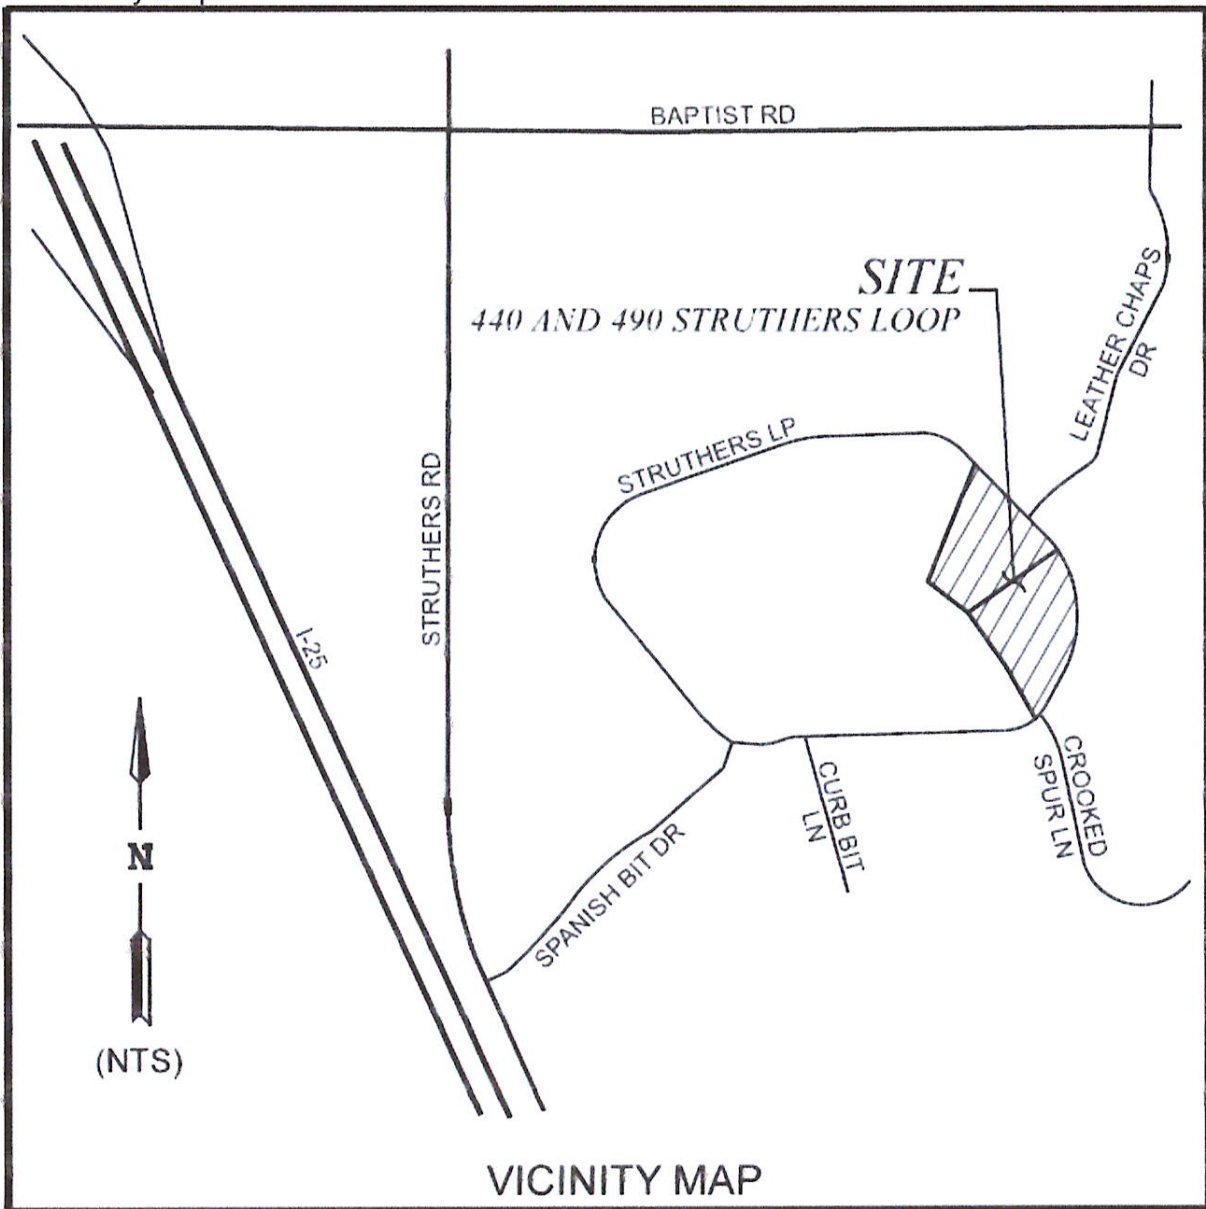 BAPTIST RD
SITE
440 AND 490 STRUTHERS LOOP
LEATHER CHAPS
DR
STRUTHERS LP
STRUTHERS RD
I-25
CROOKED
SPUR LN
CURB BIT
LN
SPANISH BIT DR
N
(NTS)
VICINITY MAP